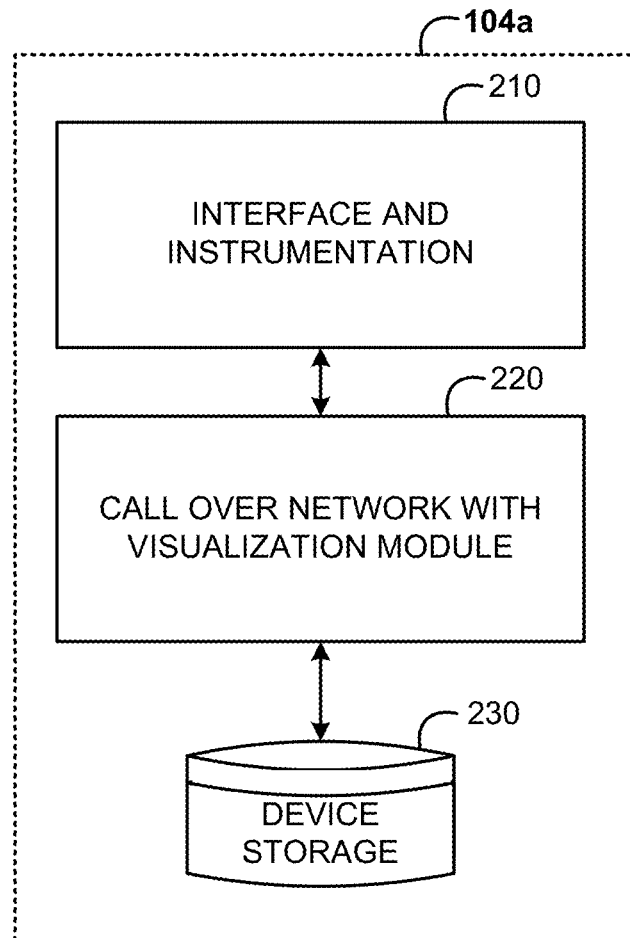 104a
210
INTERFACE AND
INSTRUMENTATION
220
CALL OVER NETWORK WITH
VISUALIZATION MODULE
230
DEVICE
STORAGE